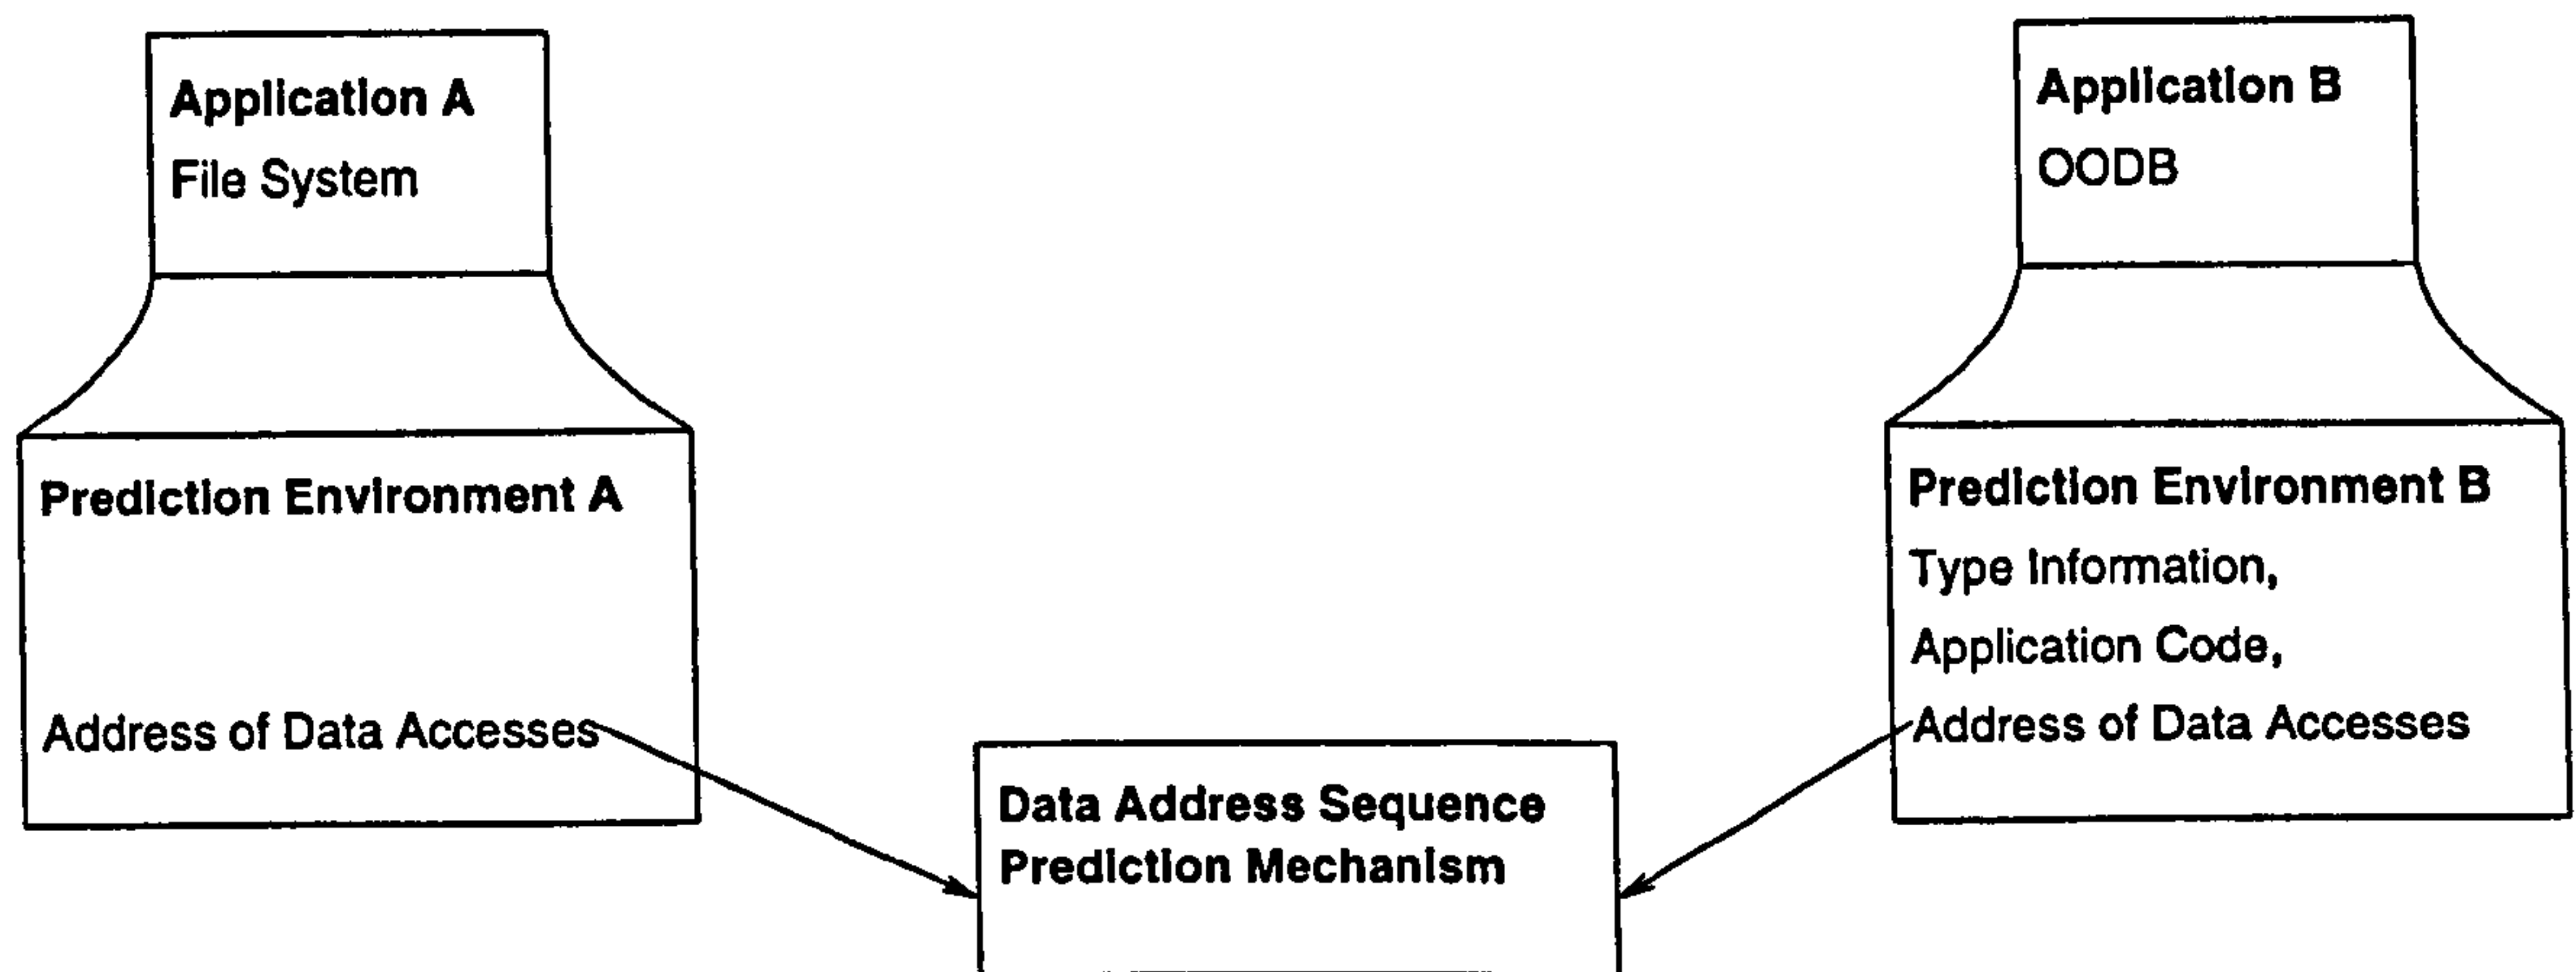 Application A
File System
Application B
OODB
Prediction Environment A
Address of Data Accesses
Prediction Environment B
Type Information,
Application Code,
Address of Data Accesses
Data Address Sequence
Prediction Mechanism